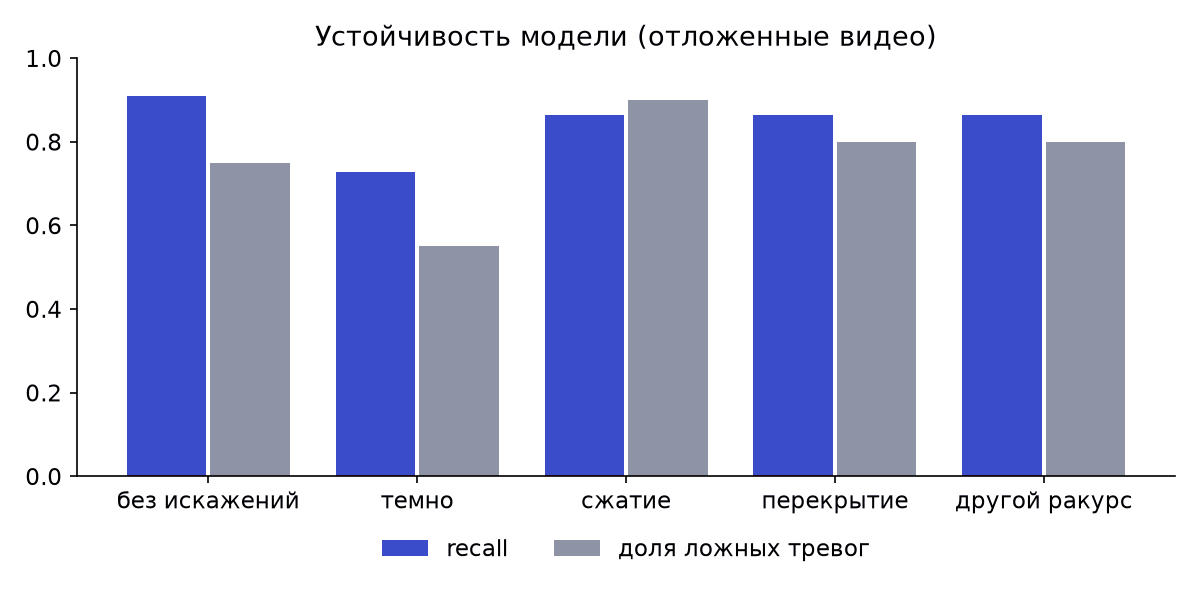 Устойчивость модели (отложенные видео)
1.0
0.8
0.6
0.4
0.2
0.0
без искажений темно сжатие перекрытие другой ракурс
recall доля ложных тревог